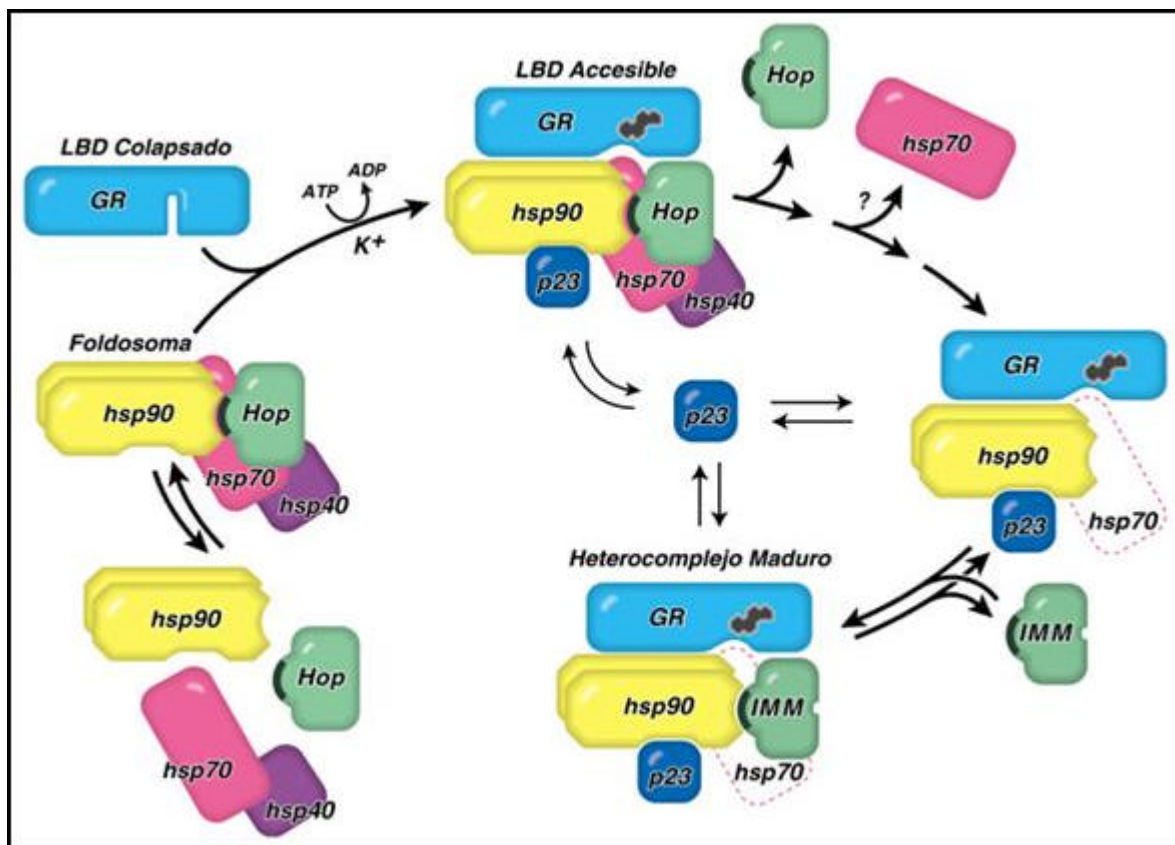 LBD Accesible
Hop
hsp70
GR
LBD Colapsado
GR
ATP
ADP
K+
hsp90
Hop
p23
hsp70
hsp40
?
Foldosoma
hsp90
Hop
hsp70
hsp40
p23
GR
hsp90
p23
hsp70
hsp90
Hop
hsp70
hsp40
Heterocomplejo Maduro
GR
hsp90
IMM
p23
hsp70
IMM